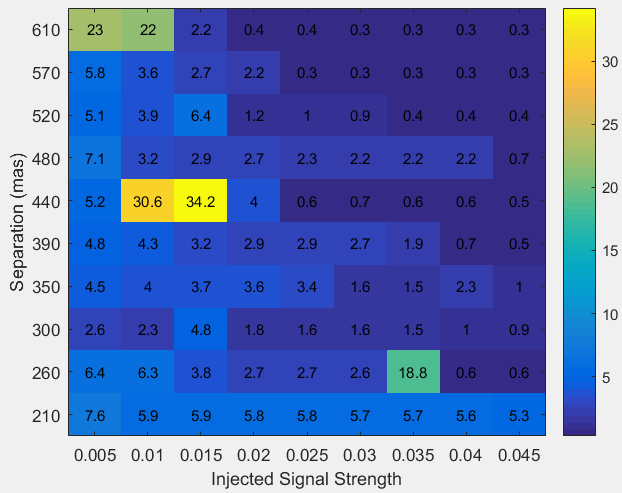 610 23 22 2.2 0.4 0.4 0.3 0.3 0.3 0.3
570 5.8 3.6 2.7 2.2 0.3 0.3 0.3 0.3 0.3
520 5.1 3.9 6.4 1.2 1 0.9 0.4 0.4 0.4
480 7.1 3.2 2.9 2.7 2.3 2.2 2.2 2.2 0.7
440 5.2 30.6 34.2 4 0.6 0.7 0.6 0.6 0.5
390 4.8 4.3 3.2 2.9 2.9 2.7 1.9 0.7 0.5
350 4.5 4 3.7 3.6 3.4 1.6 1.5 2.3 1
300 2.6 2.3 4.8 1.8 1.6 1.6 1.5 1 0.9
260 6.4 6.3 3.8 2.7 2.7 2.6 18.8 0.6 0.6
210 7.6 5.9 5.9 5.8 5.8 5.7 5.7 5.6 5.3
0.005 0.01 0.015 0.02 0.025 0.03 0.035 0.04 0.045
Injected Signal Strength
Separation (mas)
30
25
20
15
10
5